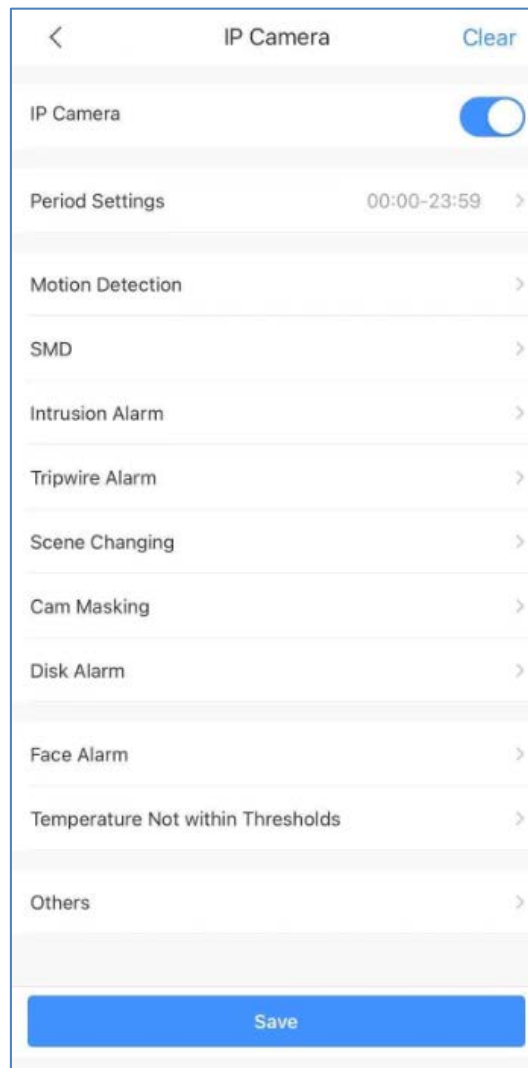 IP Camera Clear
IP Camera
Period Settings 00:00-23:59
Motion Detection
SMD
Intrusion Alarm
Tripwire Alarm
Scene Changing
Cam Masking
Disk Alarm
Face Alarm
Temperature Not within Thresholds
Others
Save